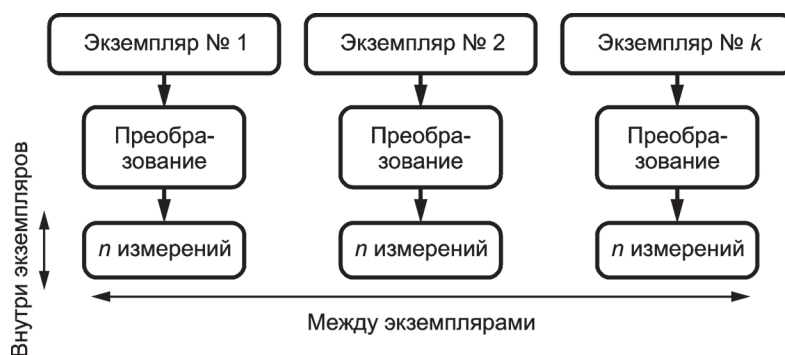 Экземпляр № 1
Экземпляр № 2
Экземпляр № k
Преобра-
зование
Преобра-
зование
Преобра-
зование
n измерений
n измерений
n измерений
Внутри экземпляров
Между экземплярами